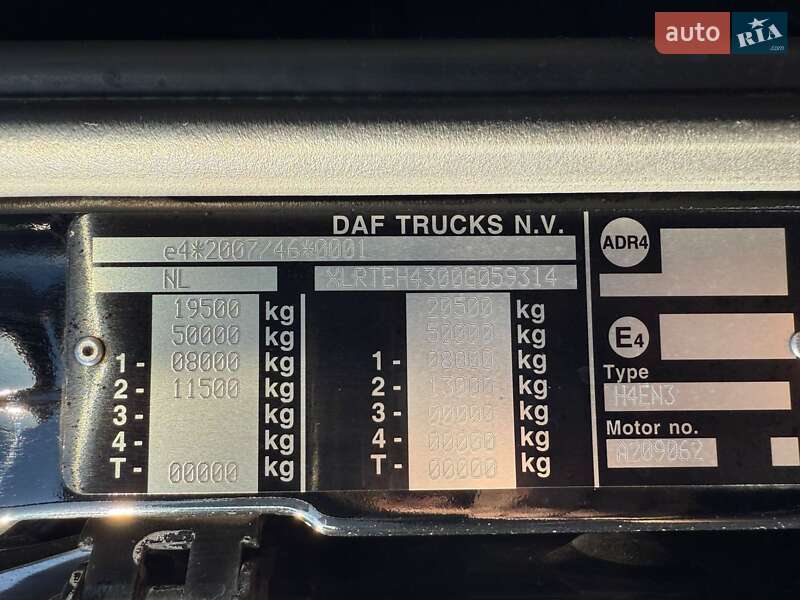 auto RIA.com
DAF TRUCKS N.V.
e4*2007/46*0001
NL XLRTEH4300G059314
19500 kg 20500 kg
50000 kg 50000 kg
1- 08000 kg 1- 08000 kg
2- 11500 kg 2- 13000 kg
3- kg 3- 00000 kg
4- kg 4- 00000 kg
T- 00000 kg T- 00000 kg
ADR4
E4
Type
H4EN3
Motor no.
A209062